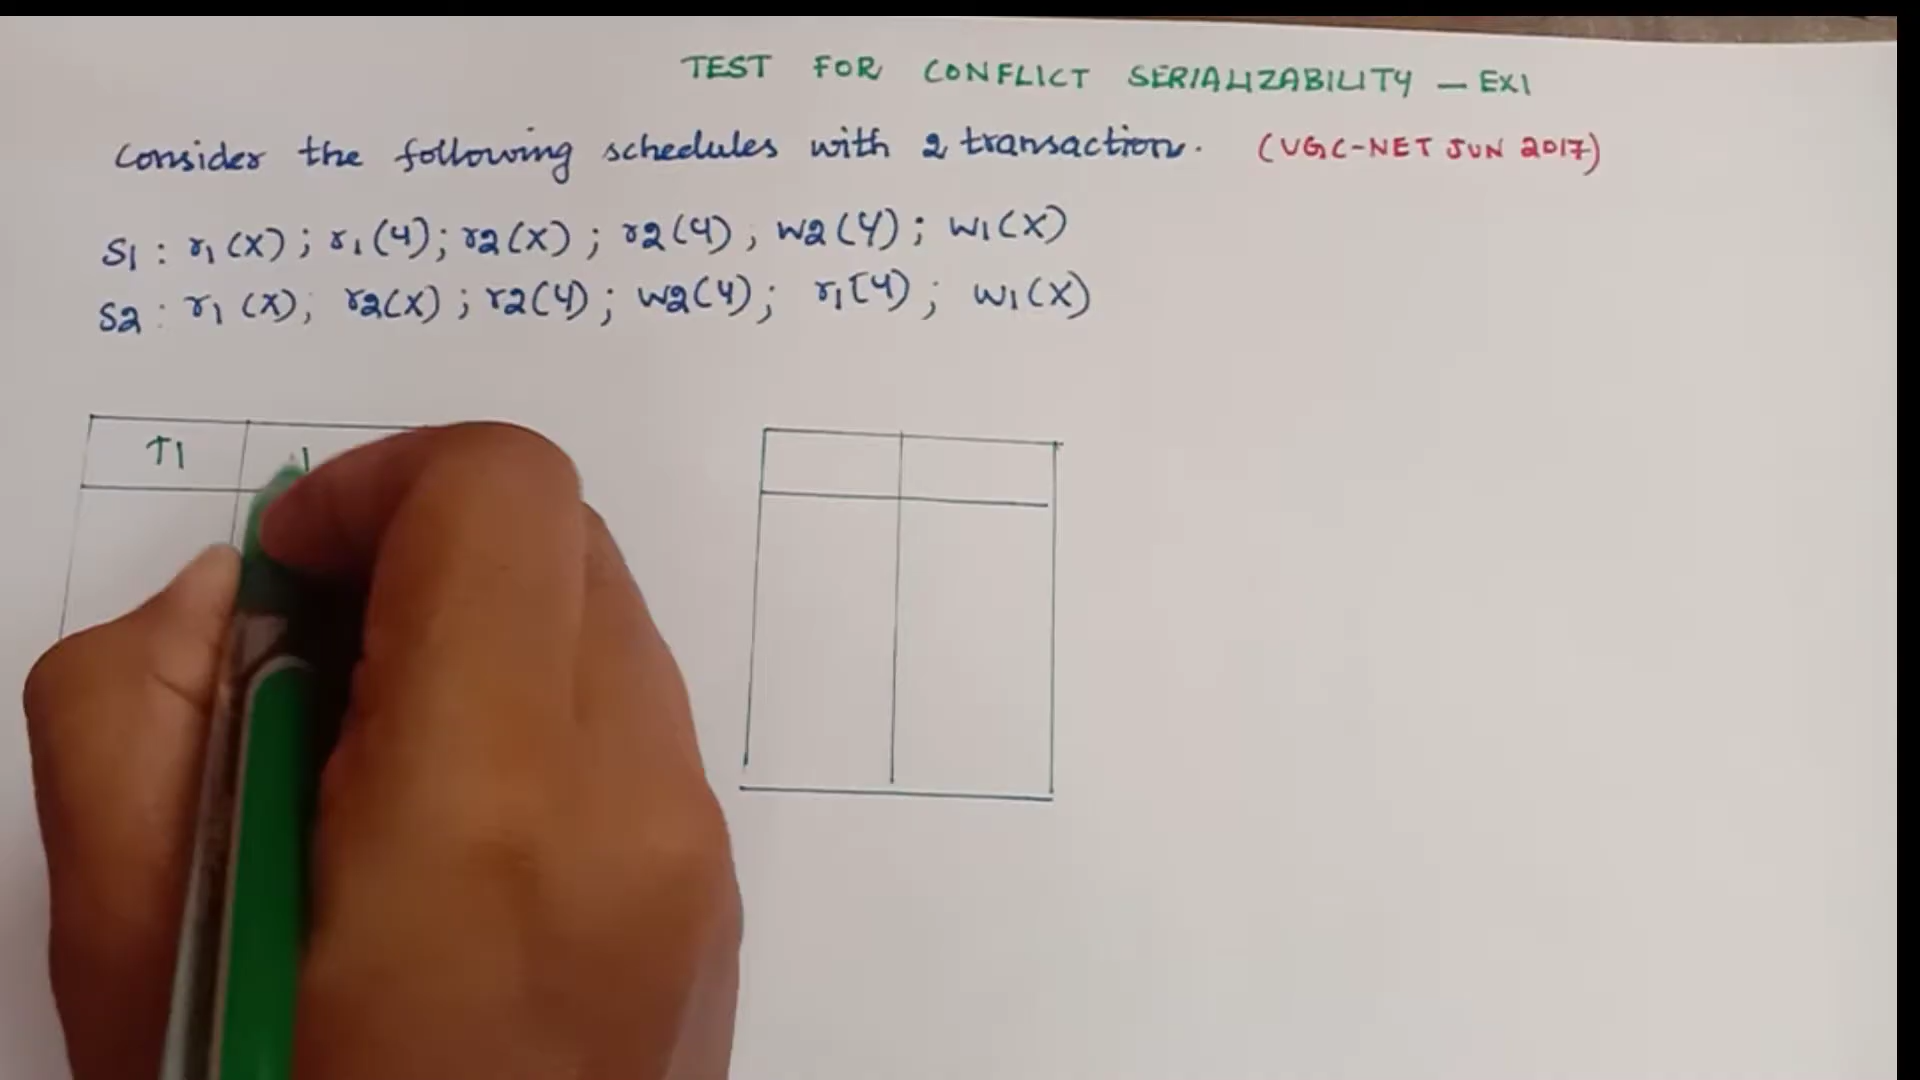 TEST FOR CONFLICT SERIALIZABILITY - EX1
Consider the following schedules with 2 transaction. (UGC-NET JUN 2017)
S1 : r1(X) ; r1(Y) ; r2(X) ; r2(Y) ; w2(Y) ; w1(X)
S2 : r1(X) ; r2(X) ; r2(Y) ; w2(Y) ; r1(Y) ; w1(X)
T1